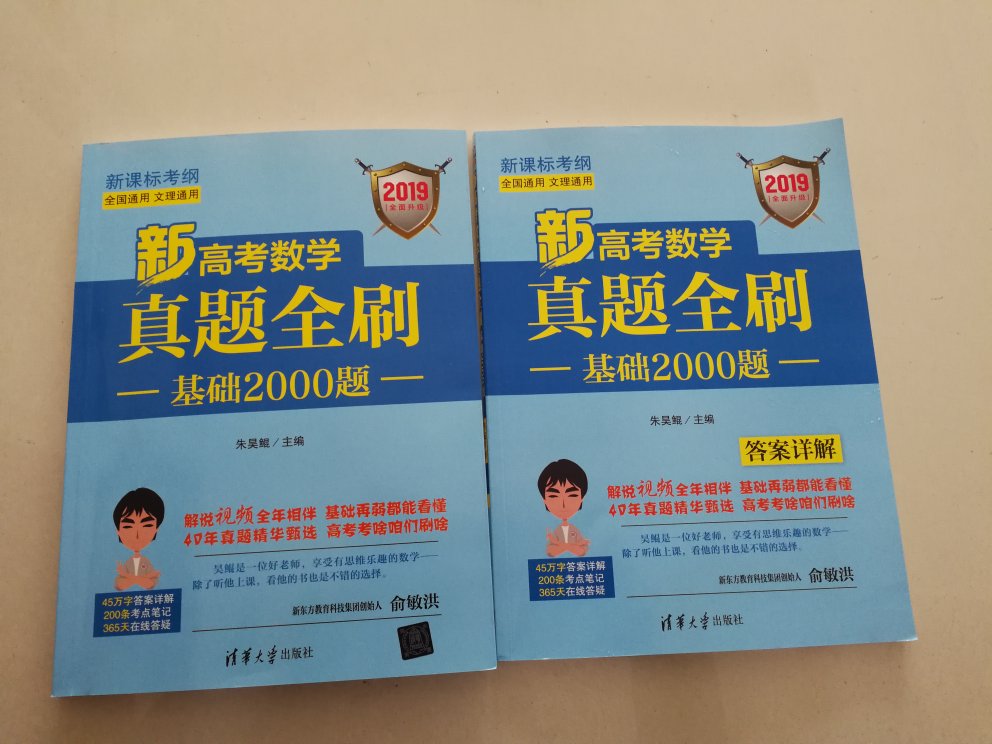 新课标考纲
全国通用 文理通用
2019
全面升级
新高考数学
真题全刷
基础2000题
朱昊鲲/主编
解说视频全年相伴 基础再弱都能看懂
40年真题精华甄选 高考考啥咱们刷啥
昊鲲是一位好老师，享受有思维乐趣的数学——
除了听他上课，看他的书也是不错的选择。
新东方教育科技集团创始人 俞敏洪
45万字答案详解
200条考点笔记
365天在线答疑
清华大学出版社
新课标考纲
全国通用 文理通用
2019
全面升级
新高考数学
真题全刷
基础2000题
朱昊鲲/主编
答案详解
解说视频全年相伴 基础再弱都能看懂
40年真题精华甄选 高考考啥咱们刷啥
昊鲲是一位好老师，享受有思维乐趣的数学——
除了听他上课，看他的书也是不错的选择。
新东方教育科技集团创始人 俞敏洪
45万字答案详解
200条考点笔记
365天在线答疑
清华大学出版社